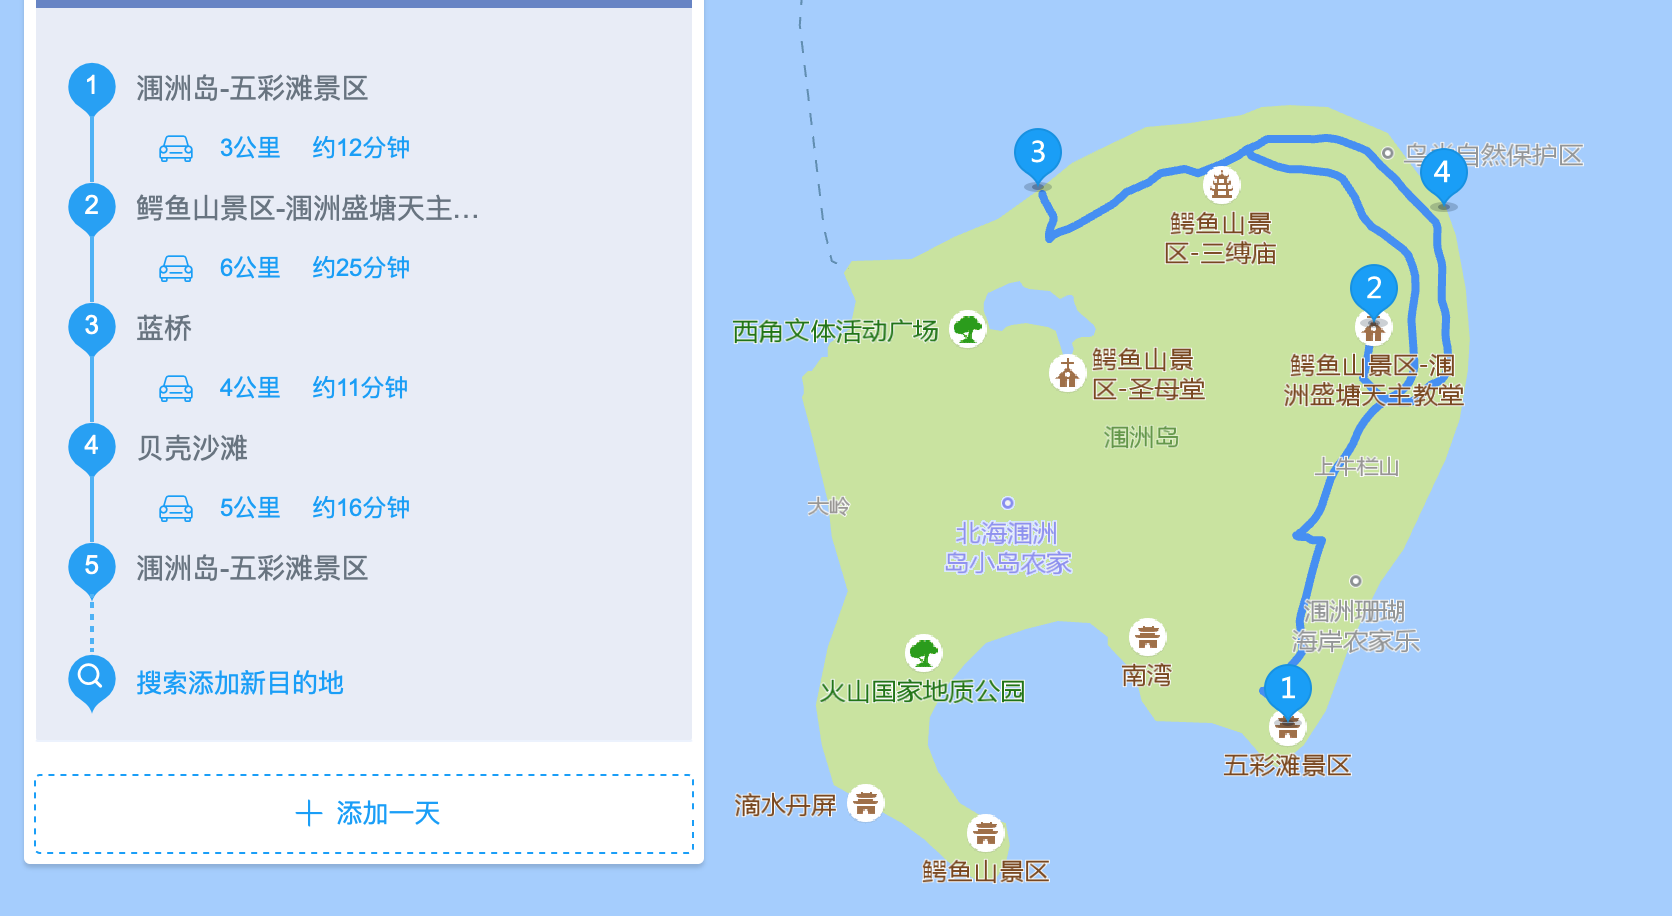 1
涠洲岛-五彩滩景区
3公里 约12分钟
2
鳄鱼山景区-涠洲盛塘天主...
6公里 约25分钟
3
蓝桥
4公里 约11分钟
4
贝壳沙滩
5公里 约16分钟
5
涠洲岛-五彩滩景区
搜索添加新目的地
添加一天
3
自然保护区
4
鳄鱼山景
区-三缚庙
2
西角文体活动广场
鳄鱼山景
区-圣母堂
鳄鱼山景区-涠
洲盛塘天主教堂
涠洲岛
上牛栏山
大岭
北海涠洲
岛小岛农家
涠洲珊瑚
海岸农家乐
南湾
火山国家地质公园
1
五彩滩景区
滴水丹屏
鳄鱼山景区